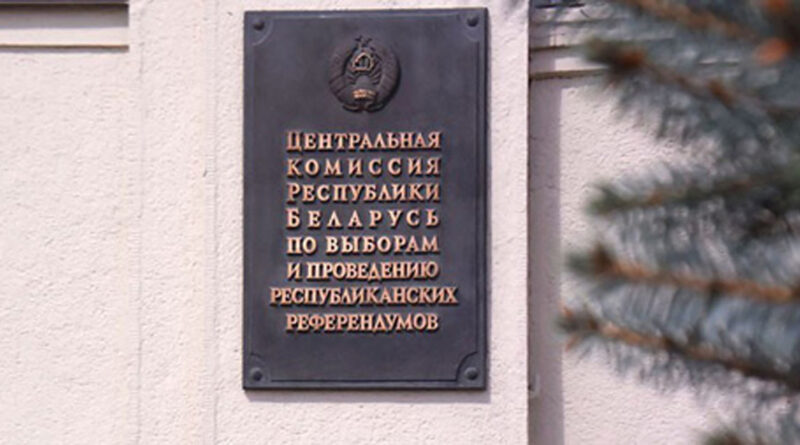 Центральная
комиссия
Республики
Беларусь
по выборам
и проведению
республиканских
референдумов